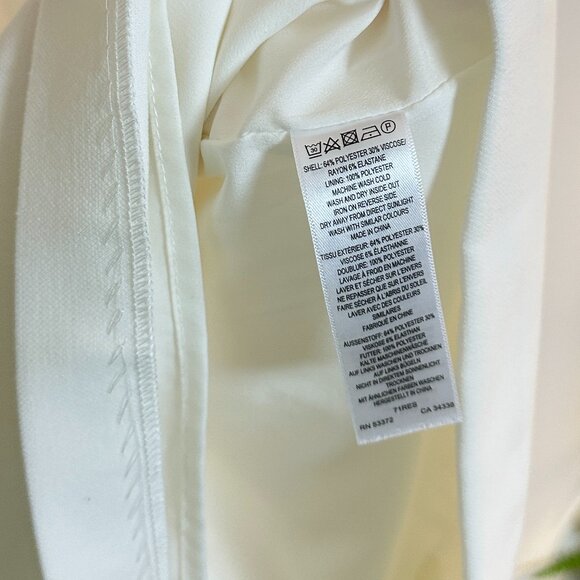 30 P
SHELL: 64% POLYESTER 30% VISCOSE/
RAYON 6% ELASTANE
LINING: 100% POLYESTER
MACHINE WASH COLD
WASH AND DRY INSIDE OUT
IRON ON REVERSE SIDE
DRY AWAY FROM DIRECT SUNLIGHT
WASH WITH SIMILAR COLOURS
MADE IN CHINA
TISSU EXTÉRIEUR: 64% POLYESTER 30%
VISCOSE 6% ÉLASTHANNE
DOUBLURE: 100% POLYESTER
LAVAGE À FROID EN MACHINE
LAVER ET SÉCHER SUR L'ENVERS
NE REPASSER QUE SUR L'ENVERS
FAIRE SÉCHER À L'ABRIS DU SOLEIL
LAVER AVEC DES COULEURS
SIMILAIRES
FABRIQUÉ EN CHINE
AUSSENSTOFF: 64% POLYESTER 30%
VISKOSE 6% ELASTHAN
FUTTER: 100% POLYESTER
KALTE MASCHINENWÄSCHE
AUF LINKS WASCHEN UND TROCKNEN
AUF LINKS BÜGELN
NICHT IN DIREKTEM SONNENLICHT
TROCKNEN
MIT ÄHNLICHEN FARBEN WASCHEN
HERGESTELLT IN CHINA
71RES
RN 53372 CA 34338